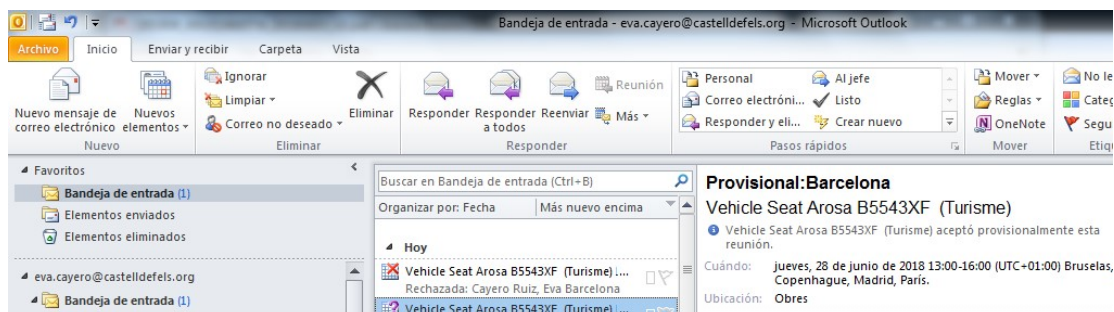 Bandeja de entrada - eva.cayero@castelldefels.org - Microsoft Outlook
Archivo Inicio Enviar y recibir Carpeta Vista
Nuevo mensaje de correo electrónico
Nuevos elementos
Nuevo
Ignorar
Limpiar
Correo no deseado
Eliminar
Eliminar
Responder
Responder a todos
Reenviar
Reunión
Más
Responder
Personal
Correo electróni...
Responder y eli...
Al jefe
Listo
Crear nuevo
Pasos rápidos
Mover
Reglas
OneNote
Mover
No le
Categ
Segu
Etiq
Favoritos
Bandeja de entrada (1)
Elementos enviados
Elementos eliminados
eva.cayero@castelldefels.org
Bandeja de entrada (1)
Buscar en Bandeja de entrada (Ctrl+B)
Organizar por: Fecha Más nuevo encima
Hoy
Vehicle Seat Arosa B5543XF (Turisme) ...
Rechazada: Cayero Ruiz, Eva Barcelona
Vehicle Seat Arosa B5543XF (Turisme) ...
Provisional:Barcelona
Vehicle Seat Arosa B5543XF (Turisme)
Vehicle Seat Arosa B5543XF (Turisme) aceptó provisionalmente esta
reunión.
Cuándo: jueves, 28 de junio de 2018 13:00-16:00 (UTC+01:00) Bruselas,
Copenhague, Madrid, París.
Ubicación: Obres